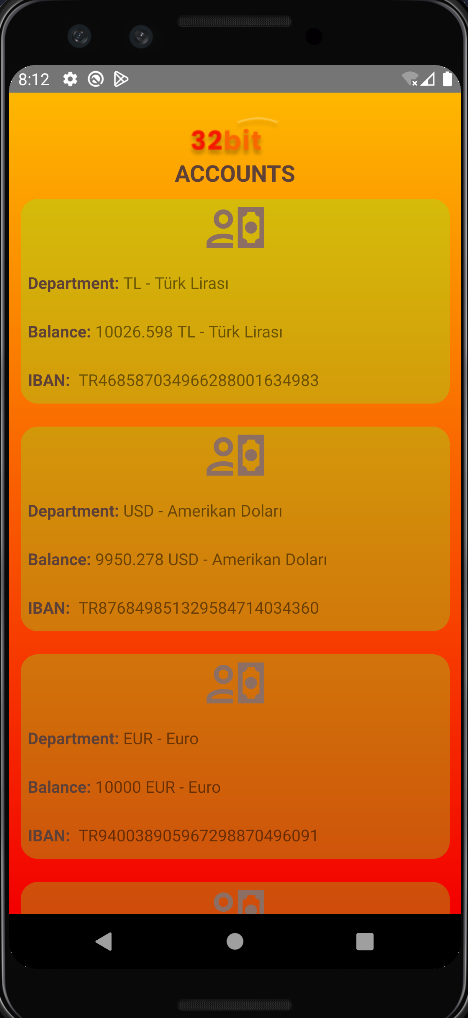 8:12
32bit
ACCOUNTS
Department: TL - Türk Lirası
Balance: 10026.598 TL - Türk Lirası
IBAN: TR468587034966288001634983
Department: USD - Amerikan Doları
Balance: 9950.278 USD - Amerikan Doları
IBAN: TR876849851329584714034360
Department: EUR - Euro
Balance: 10000 EUR - Euro
IBAN: TR940038905967298870496091